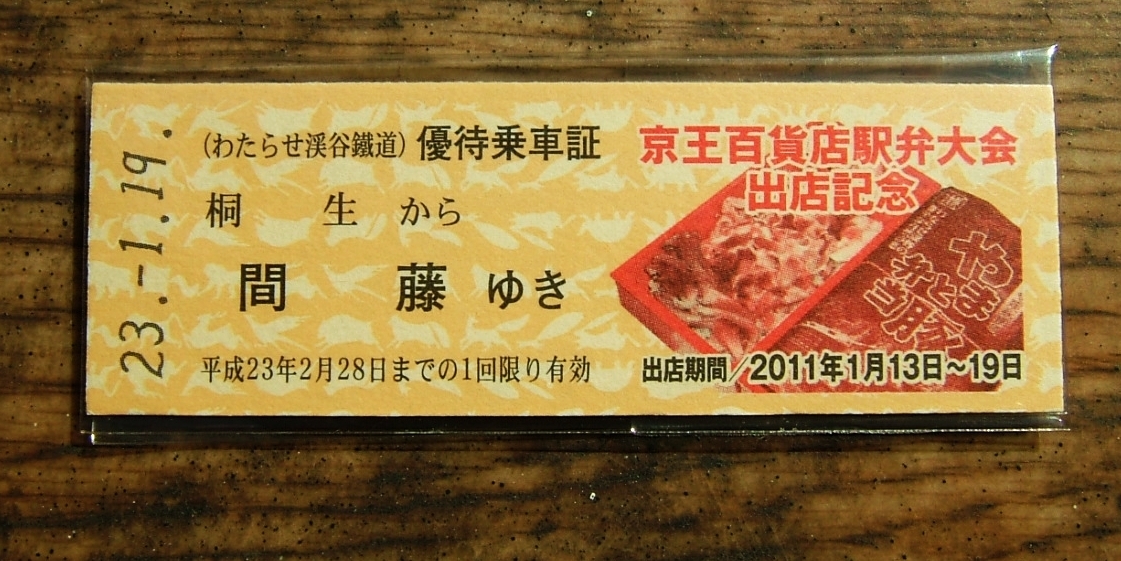 23.-1.19.
(わたらせ渓谷鐵道) 優待乗車証
桐 生 から
間 藤 ゆき
平成23年2月28日までの1回限り有効
京王百貨店駅弁大会
出店記念
やま
と豚
出店期間/2011年1月13日~19日